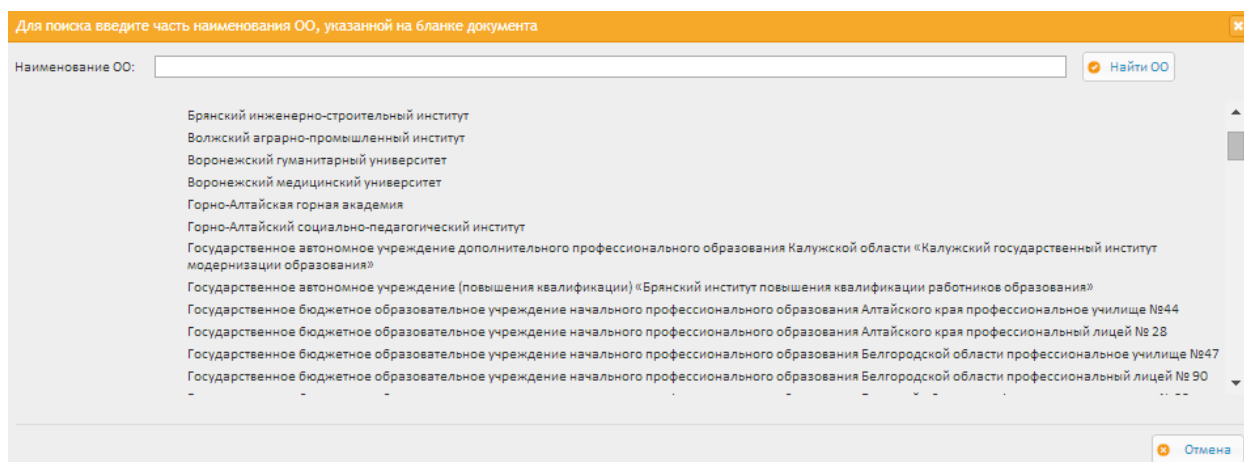 Для поиска введите часть наименования ОО, указанной на бланке документа
Наименование ОО:
Найти ОО
Брянский инженерно-строительный институт
Волжский аграрно-промышленный институт
Воронежский гуманитарный университет
Воронежский медицинский университет
Горно-Алтайская горная академия
Горно-Алтайский социально-педагогический институт
Государственное автономное учреждение дополнительного профессионального образования Калужской области «Калужский государственный институт
модернизации образования»
Государственное автономное учреждение (повышения квалификации) «Брянский институт повышения квалификации работников образования»
Государственное бюджетное образовательное учреждение начального профессионального образования Алтайского края профессиональное училище №44
Государственное бюджетное образовательное учреждение начального профессионального образования Алтайского края профессиональный лицей № 28
Государственное бюджетное образовательное учреждение начального профессионального образования Белгородской области профессиональное училище №47
Государственное бюджетное образовательное учреждение начального профессионального образования Белгородской области профессиональный лицей № 90
Отмена